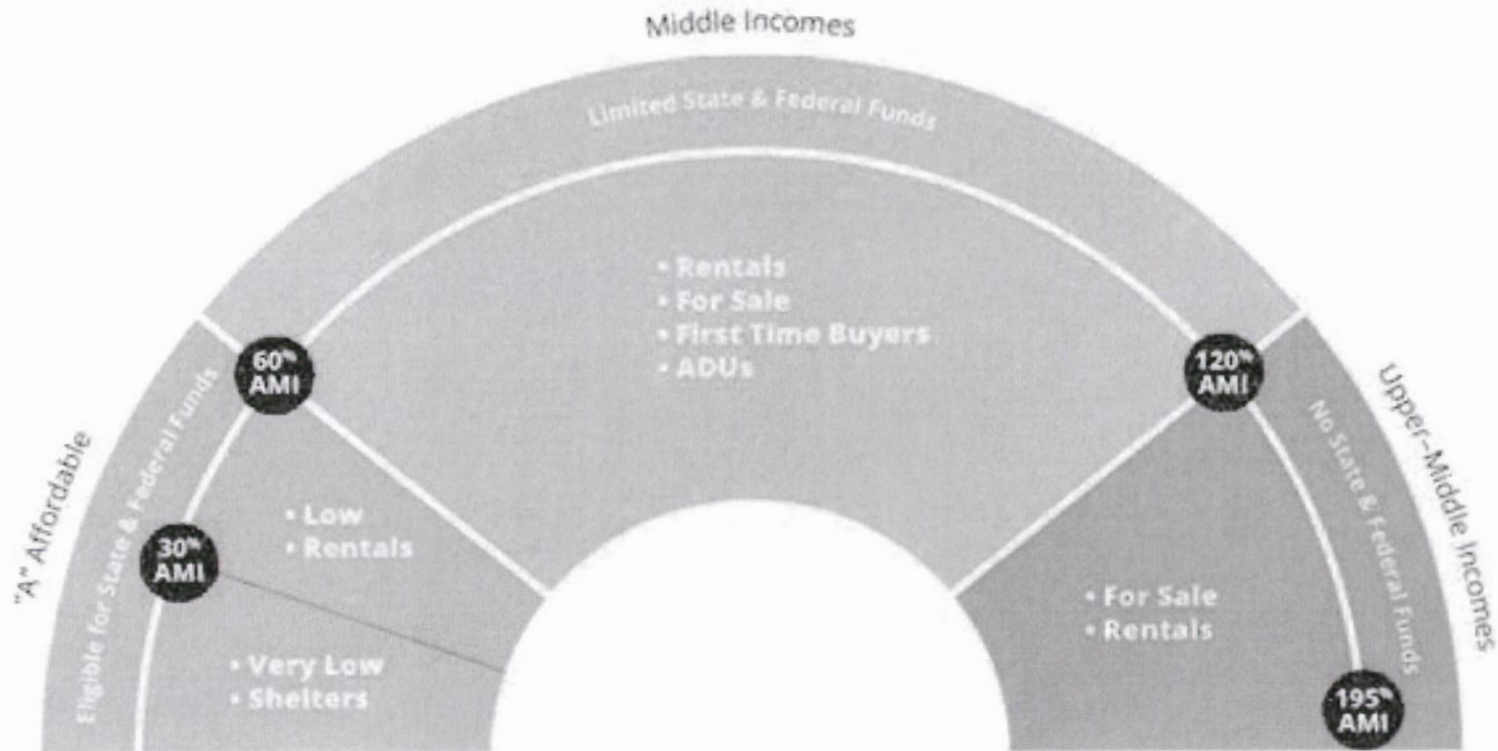 Middle Incomes
Limited State & Federal Funds
• Rentals
• For Sale
• First Time Buyers
• ADUs
60% AMI
120% AMI
"A" Affordable
Eligible for State & Federal Funds
• Low
• Rentals
30% AMI
• Very Low
• Shelters
Upper-Middle Incomes
No State & Federal Funds
• For Sale
• Rentals
195% AMI